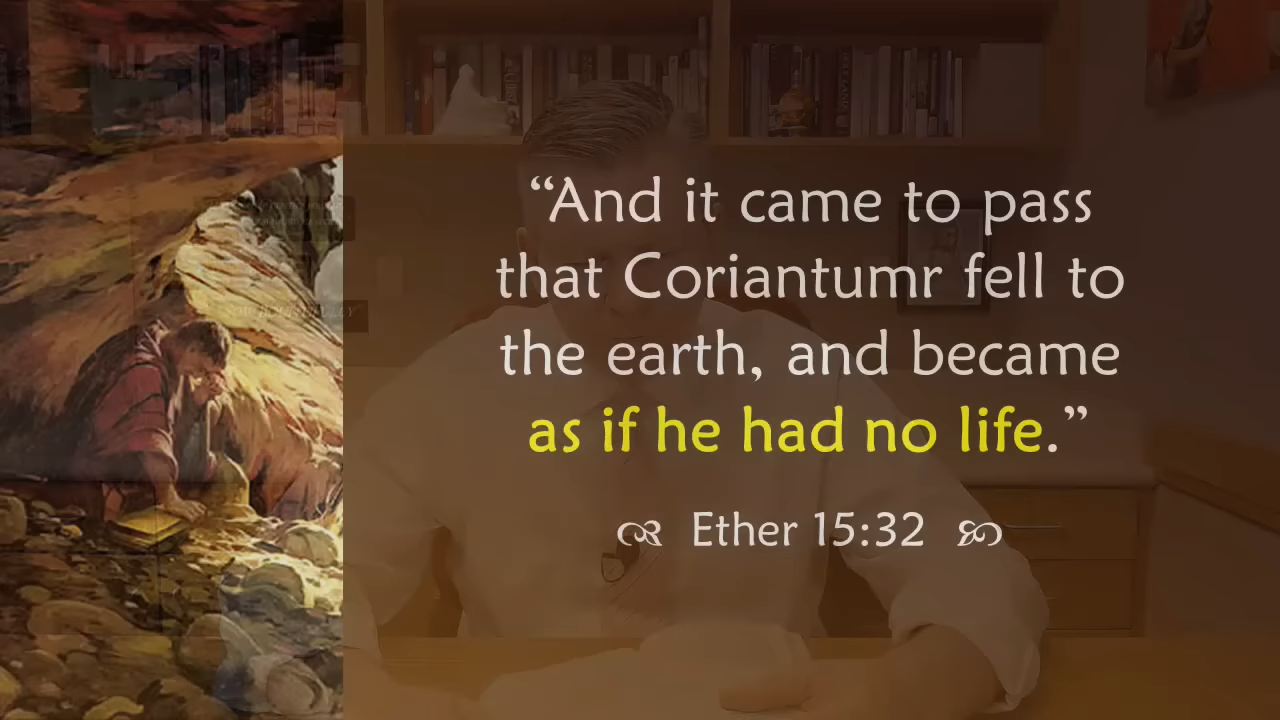 “And it came to pass
that Coriantumr fell to
the earth, and became
as if he had no life.”
Ether 15:32